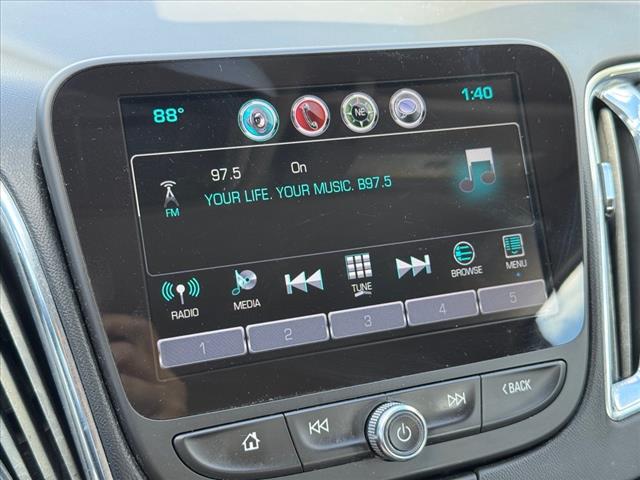 88° 1:40
NE
97.5 On
FM YOUR LIFE. YOUR MUSIC. B97.5
RADIO MEDIA TUNE BROWSE MENU
1 2 3 4 5
BACK